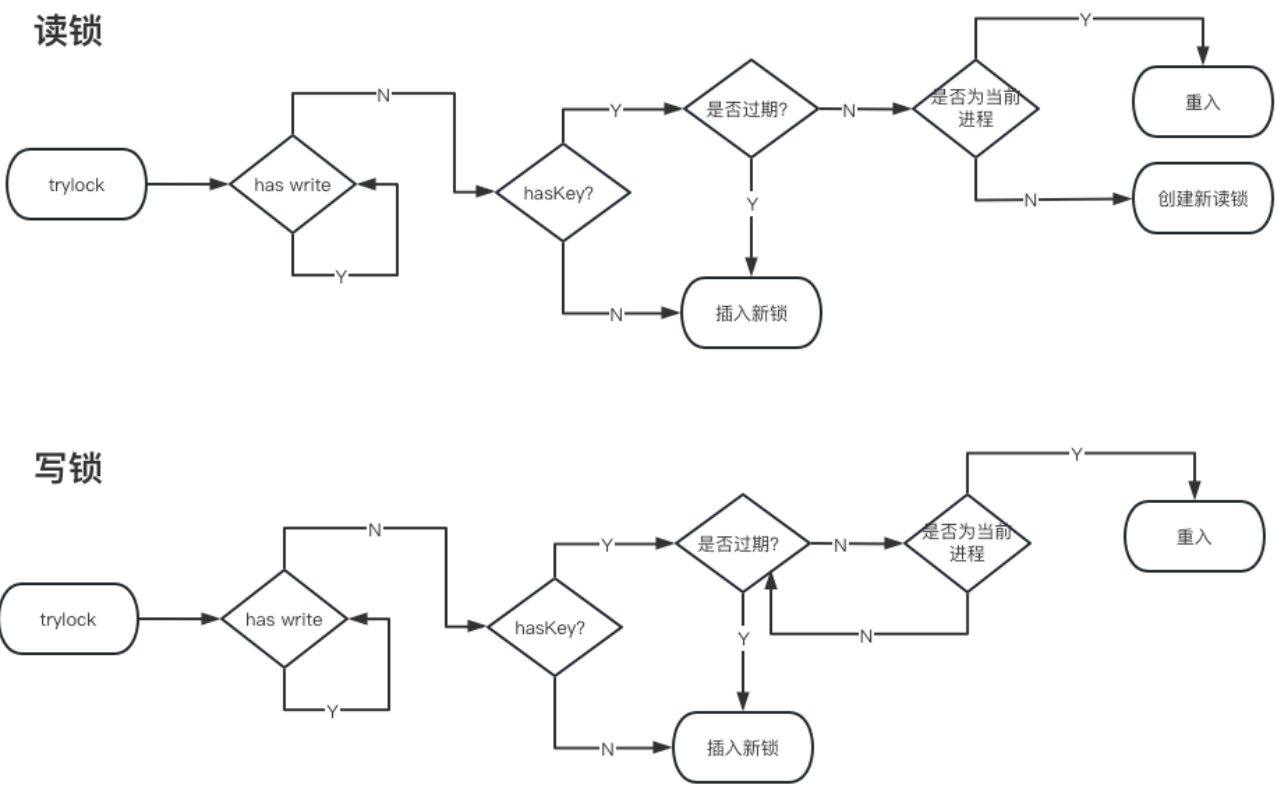 读锁
trylock
has write
N
Y
hasKey?
Y
N
是否过期?
N
Y
插入新锁
是否为当前
进程
Y
N
重入
创建新读锁
写锁
trylock
has write
N
Y
hasKey?
Y
N
是否过期?
N
Y
插入新锁
是否为当前
进程
Y
N
重入